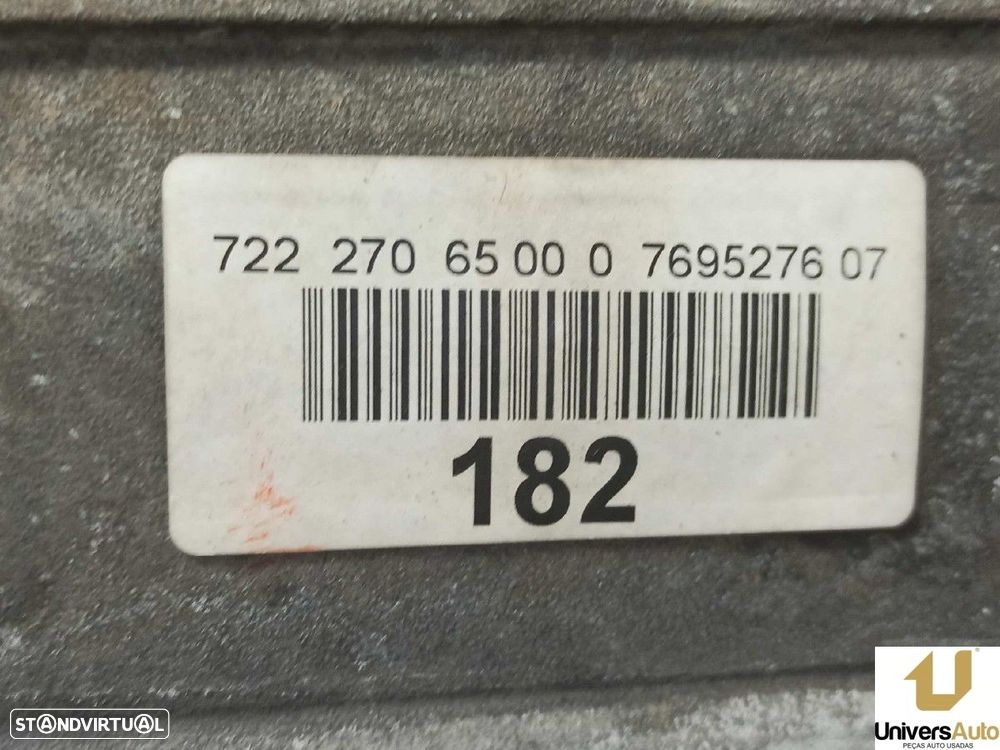 722 270 65 00 0 7695276 07
182
STANDVIRTUAL
UniversAuto
PEÇAS AUTO USADAS